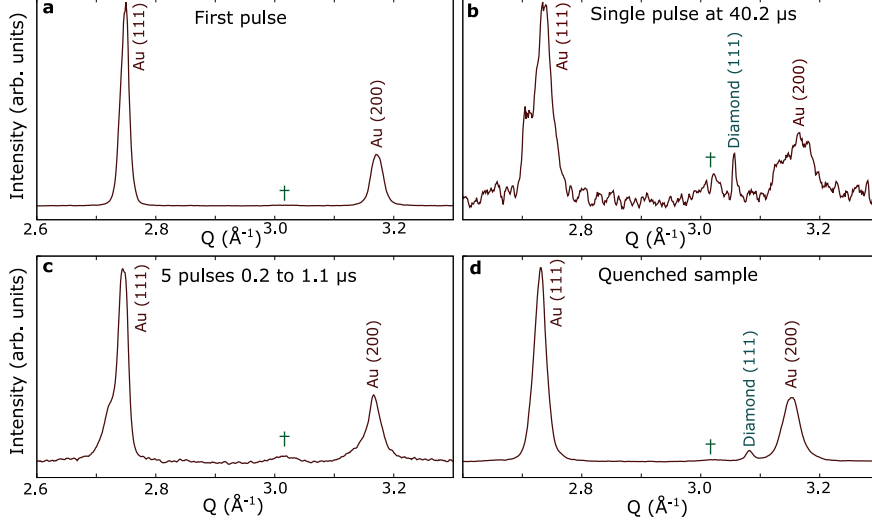 a
First pulse
Au (111)
Au (200)
†
Intensity (arb. units)
2.6
2.8
3.0
3.2
Q (Å⁻¹)
b
Single pulse at 40.2 µs
Au (111)
†
Diamond (111)
Au (200)
2.8
3.0
3.2
Q (Å⁻¹)
c
5 pulses 0.2 to 1.1 µs
Au (111)
†
Au (200)
Intensity (arb. units)
2.6
2.8
3.0
3.2
Q (Å⁻¹)
d
Quenched sample
Au (111)
†
Diamond (111)
Au (200)
2.8
3.0
3.2
Q (Å⁻¹)